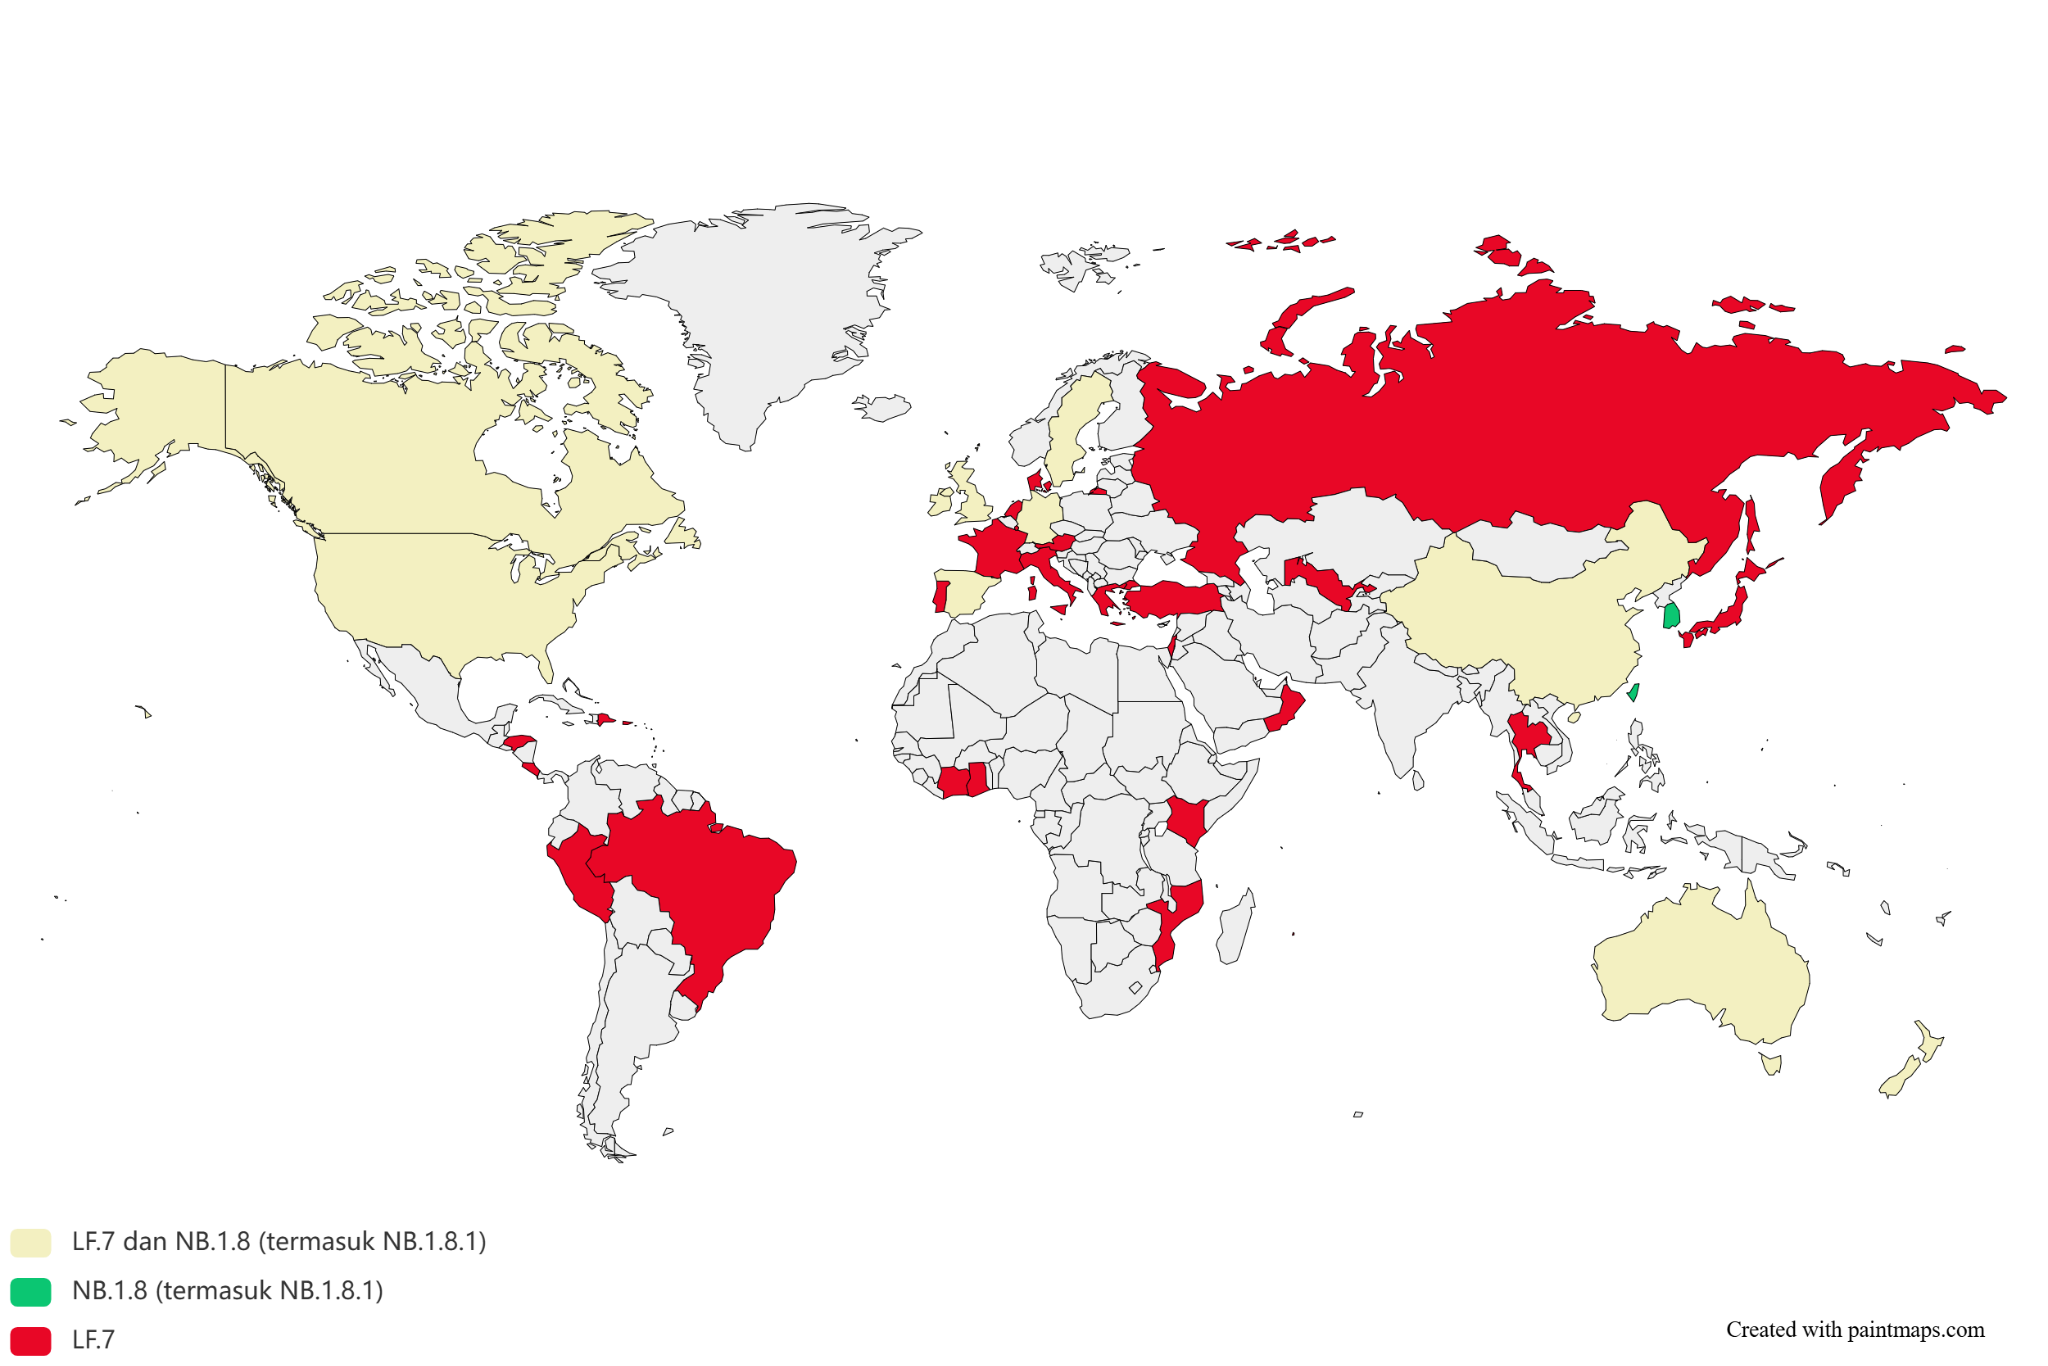 LF.7 dan NB.1.8 (termasuk NB.1.8.1)
NB.1.8 (termasuk NB.1.8.1)
LF.7
Created with paintmaps.com